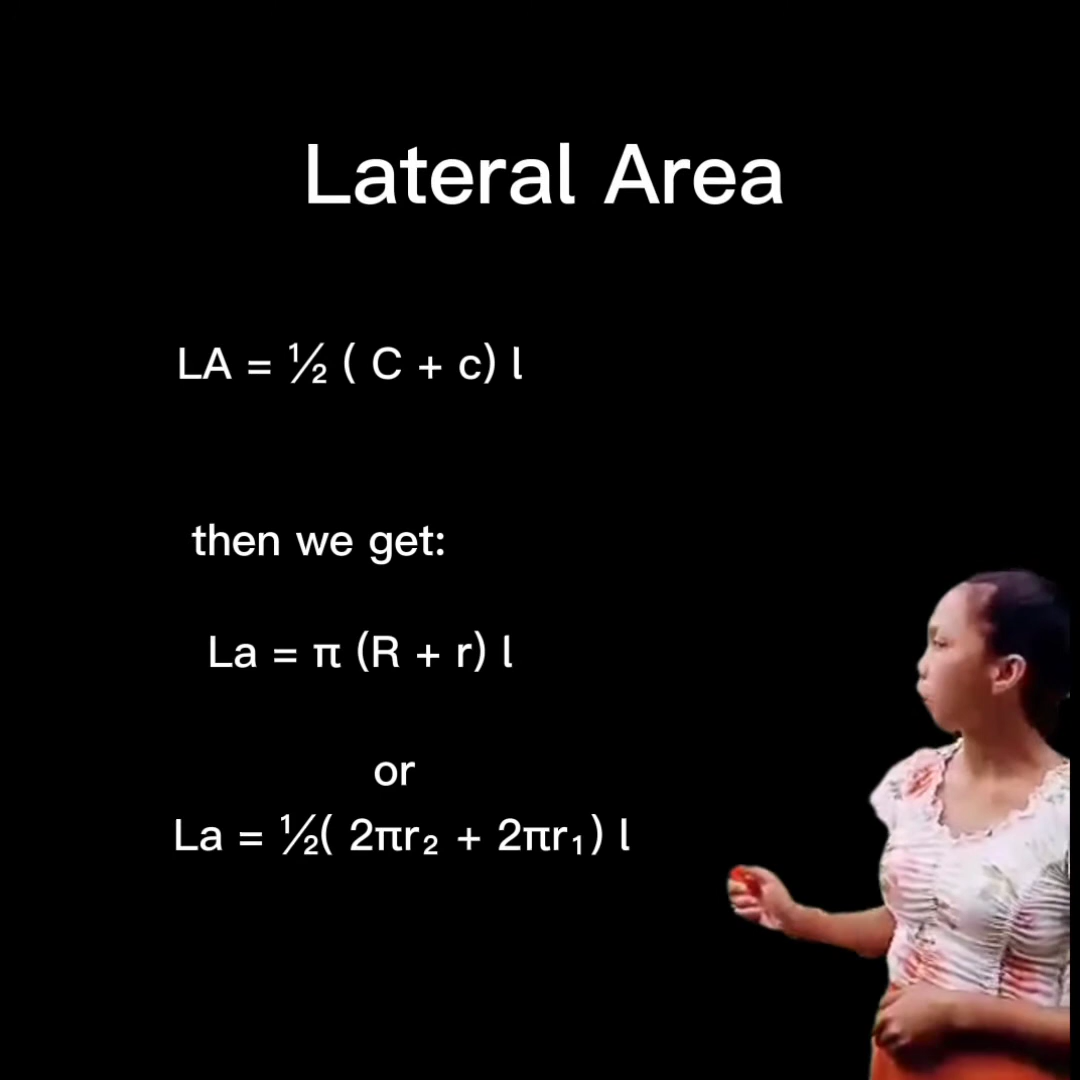 Lateral Area
LA = ½ ( C + c) l
then we get:
La = π (R + r) l
or
La = ½( 2πr₂ + 2πr₁) l